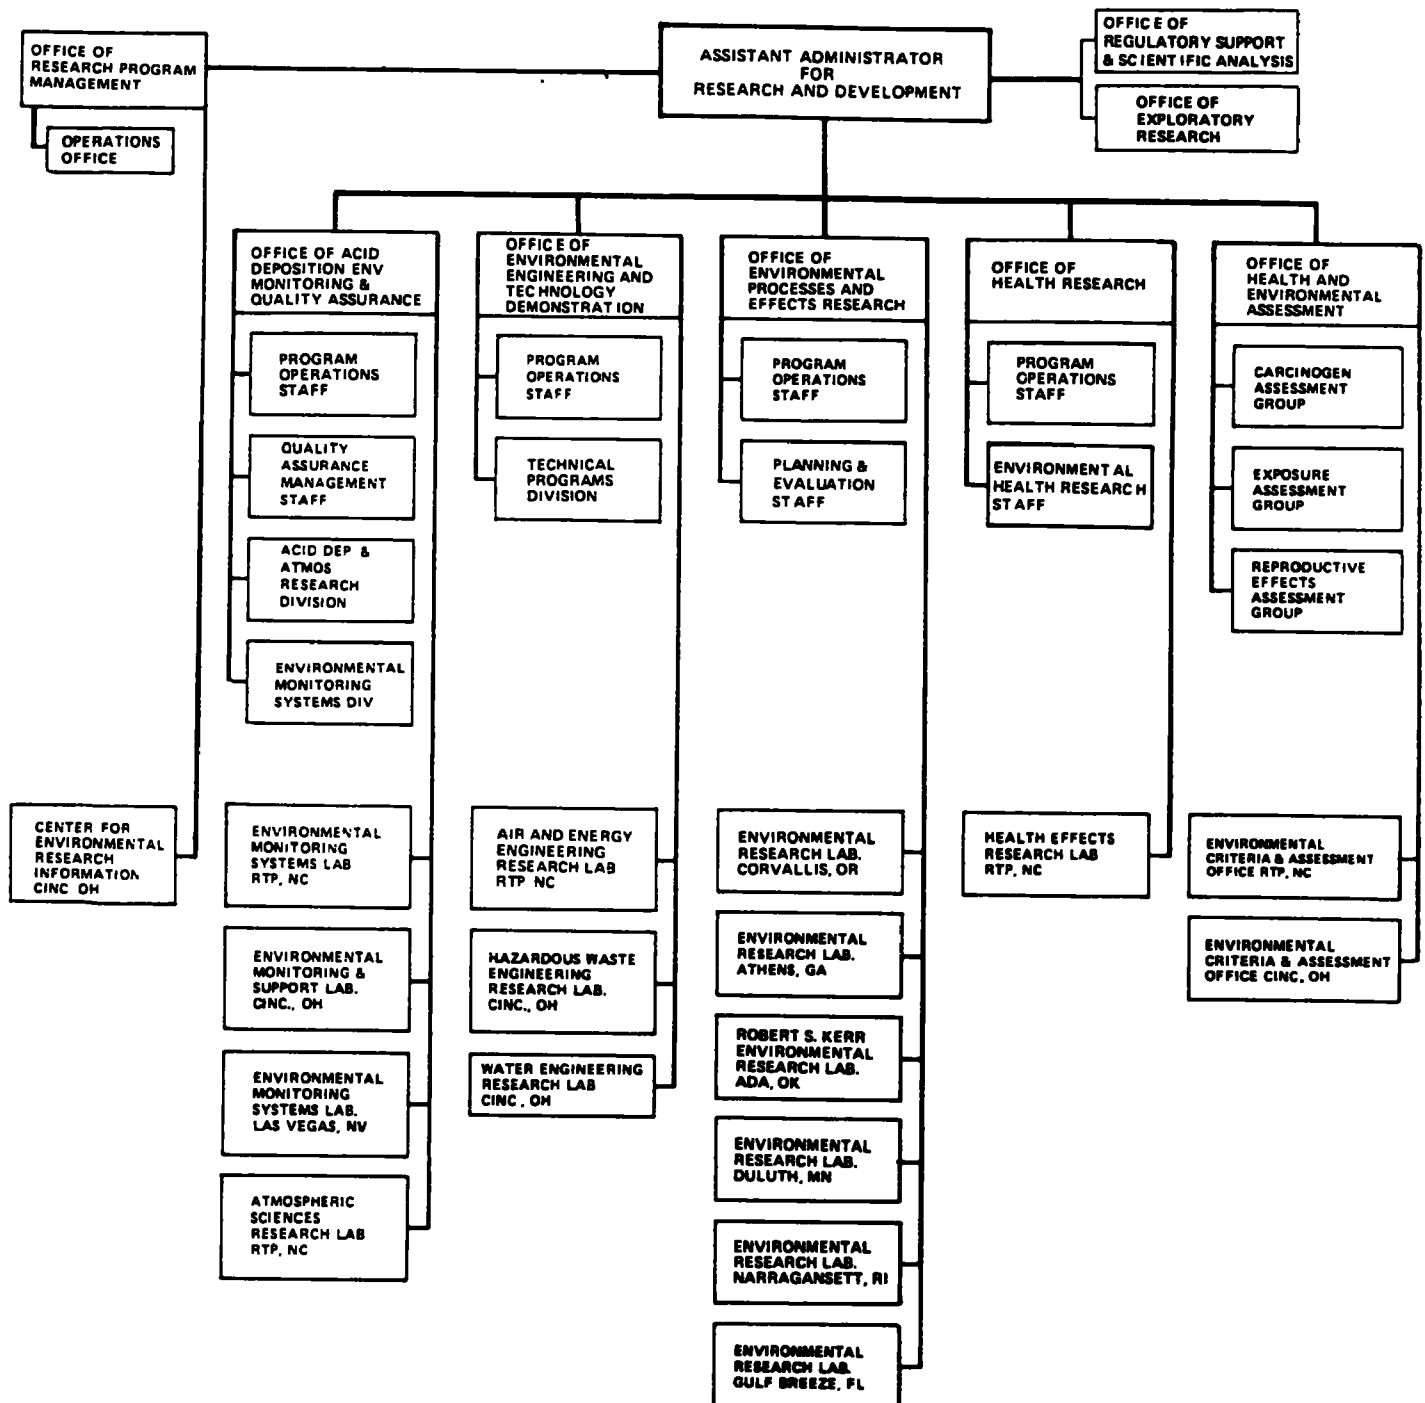 OFFICE OF
RESEARCH PROGRAM
MANAGEMENT
OPERATIONS
OFFICE
ASSISTANT ADMINISTRATOR
FOR
RESEARCH AND DEVELOPMENT
OFFICE OF
REGULATORY SUPPORT
& SCIENTIFIC ANALYSIS
OFFICE OF
EXPLORATORY
RESEARCH
OFFICE OF ACID
DEPOSITION ENV
MONITORING &
QUALITY ASSURANCE
PROGRAM
OPERATIONS
STAFF
QUALITY
ASSURANCE
MANAGEMENT
STAFF
ACID DEP &
ATMOS
RESEARCH
DIVISION
ENVIRONMENTAL
MONITORING
SYSTEMS DIV
OFFICE OF
ENVIRONMENTAL
ENGINEERING AND
TECHNOLOGY
DEMONSTRATION
PROGRAM
OPERATIONS
STAFF
TECHNICAL
PROGRAMS
DIVISION
OFFICE OF
ENVIRONMENTAL
PROCESSES AND
EFFECTS RESEARCH
PROGRAM
OPERATIONS
STAFF
PLANNING &
EVALUATION
STAFF
OFFICE OF
HEALTH RESEARCH
PROGRAM
OPERATIONS
STAFF
ENVIRONMENTAL
HEALTH RESEARCH
STAFF
OFFICE OF
HEALTH AND
ENVIRONMENTAL
ASSESSMENT
CARCINOGEN
ASSESSMENT
GROUP
EXPOSURE
ASSESSMENT
GROUP
REPRODUCTIVE
EFFECTS
ASSESSMENT
GROUP
CENTER FOR
ENVIRONMENTAL
RESEARCH
INFORMATION
CINC OH
ENVIRONMENTAL
MONITORING
SYSTEMS LAB
RTP, NC
ENVIRONMENTAL
MONITORING &
SUPPORT LAB.
CINC., OH
ENVIRONMENTAL
MONITORING
SYSTEMS LAB.
LAS VEGAS, NV
ATMOSPHERIC
SCIENCES
RESEARCH LAB
RTP, NC
AIR AND ENERGY
ENGINEERING
RESEARCH LAB
RTP NC
HAZARDOUS WASTE
ENGINEERING
RESEARCH LAB.
CINC., OH
WATER ENGINEERING
RESEARCH LAB
CINC, OH
ENVIRONMENTAL
RESEARCH LAB.
CORVALLIS, OR
ENVIRONMENTAL
RESEARCH LAB.
ATHENS, GA
ROBERT S. KERR
ENVIRONMENTAL
RESEARCH LAB.
ADA, OK
ENVIRONMENTAL
RESEARCH LAB.
DULUTH, MN
ENVIRONMENTAL
RESEARCH LAB.
NARRAGANSETT, RI
ENVIRONMENTAL
RESEARCH LAB.
GULF BREEZE, FL
HEALTH EFFECTS
RESEARCH LAB
RTP, NC
ENVIRONMENTAL
CRITERIA & ASSESSMENT
OFFICE RTP, NC
ENVIRONMENTAL
CRITERIA & ASSESSMENT
OFFICE CINC, OH